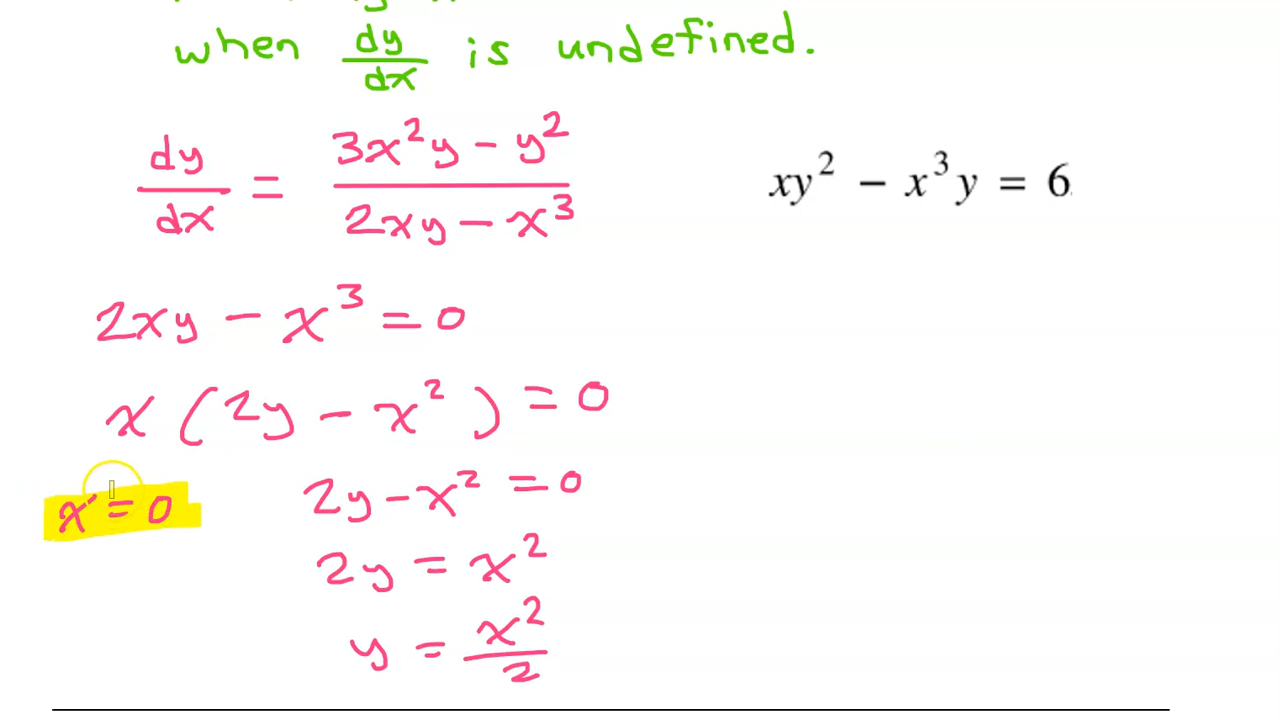 when dy/dx is undefined.
dy/dx = (3x²y − y²)/(2xy − x³)
xy² − x³y = 6
2xy − x³ = 0
x (2y − x²) = 0
x = 0
2y − x² = 0
2y = x²
y = x²/2